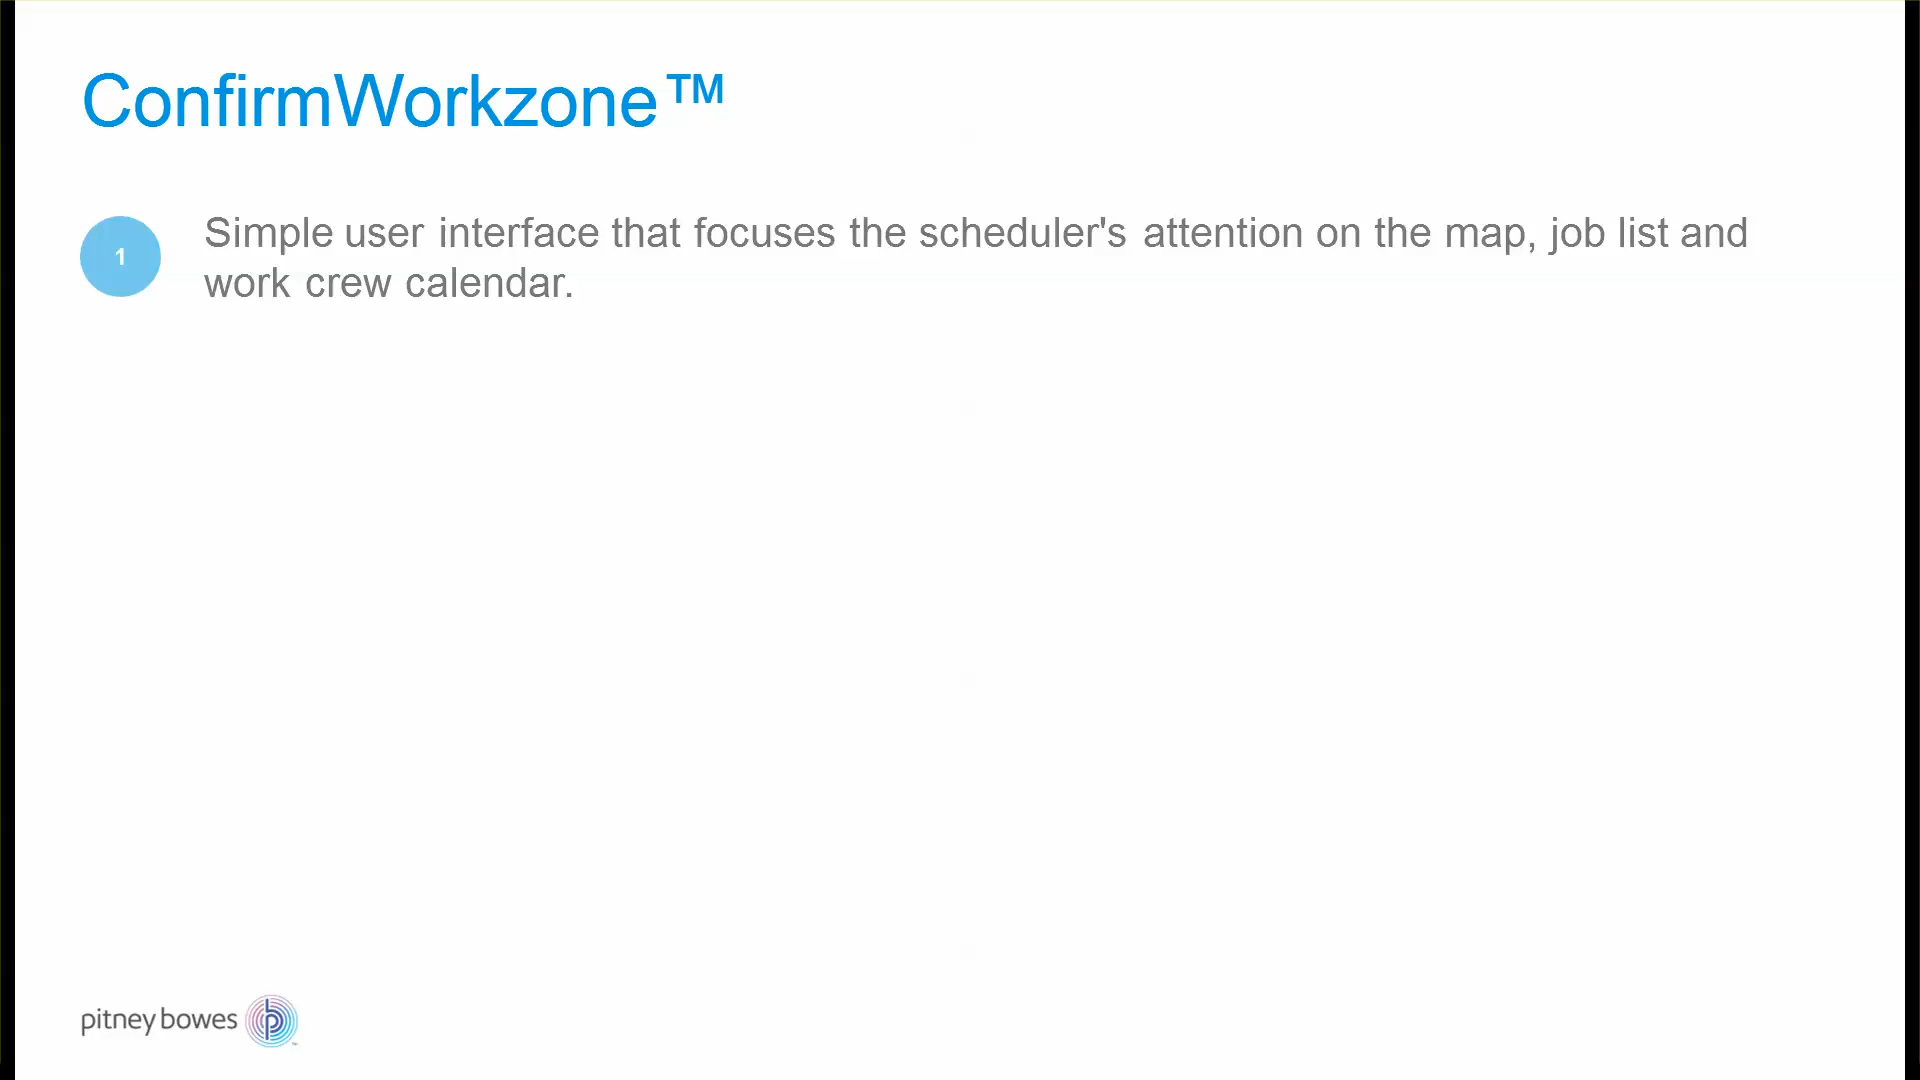 ConfirmWorkzone™
1
Simple user interface that focuses the scheduler's attention on the map, job list and
work crew calendar.
pitney bowes